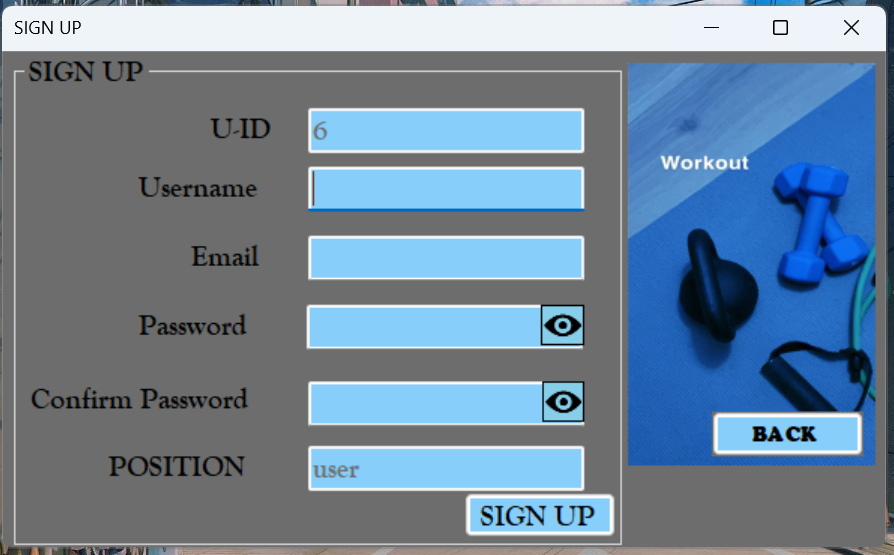 SIGN UP
SIGN UP
U-ID 6
Username
Email
Password
Confirm Password
POSITION user
SIGN UP
Workout
BACK